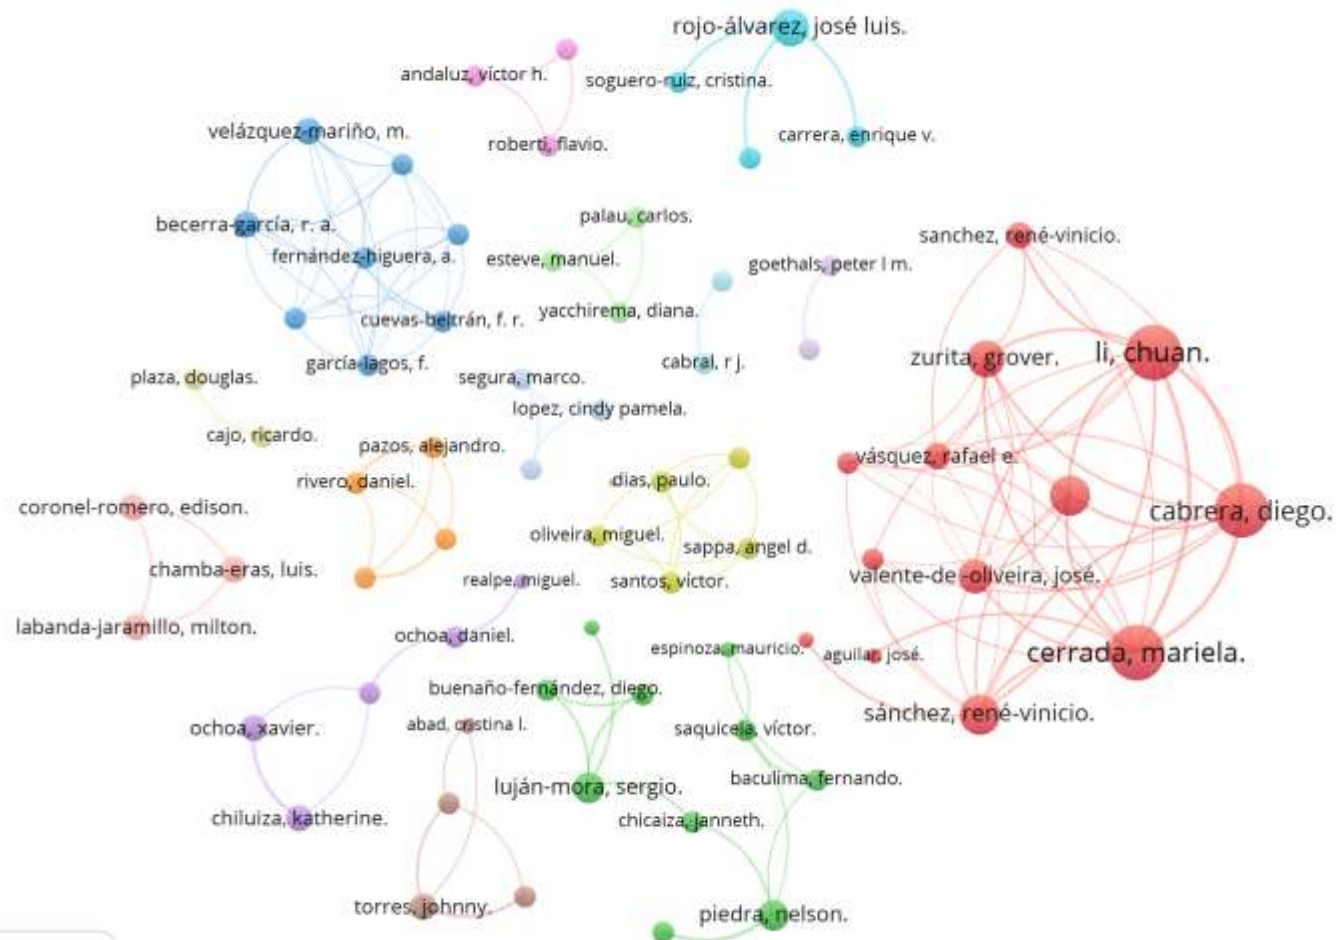 rojo-álvarez, josé luis.
andaluz, víctor h.
soguero-ruiz, cristina.
velázquez-mariño, m.
carrera, enrique v.
roberti, flavio.
palau, carlos.
becerra-garcía, r. a.
sanchez, rené-vinicio.
fernández-higuera, a.
esteve, manuel.
goethals, peter l m.
yacchirema, diana.
cuevas-beltrán, f. r.
zurita, grover.
li, chuan.
garcía-lagos, f.
cabral, r j.
plaza, douglas.
segura, marco.
lopez, cindy pamela.
cajo, ricardo.
pazos, alejandro.
vásquez, rafael e.
rivero, daniel.
dias, paulo.
coronel-romero, edison.
cabrera, diego.
oliveira, miguel.
sappa, angel d.
chamba-eras, luis.
realpe, miguel.
santos, víctor.
valente-de -oliveira, josé.
labanda-jaramillo, milton.
ochoa, daniel.
espinoza, mauricio.
aguilar, josé.
cerrada, mariela.
buenaño-fernández, diego.
ochoa, xavier.
abad, cristina l.
saquicela, víctor.
sánchez, rené-vinicio.
luján-mora, sergio.
baculima, fernando.
chiluiza, katherine.
chicaiza, janneth.
torres, johnny.
piedra, nelson.